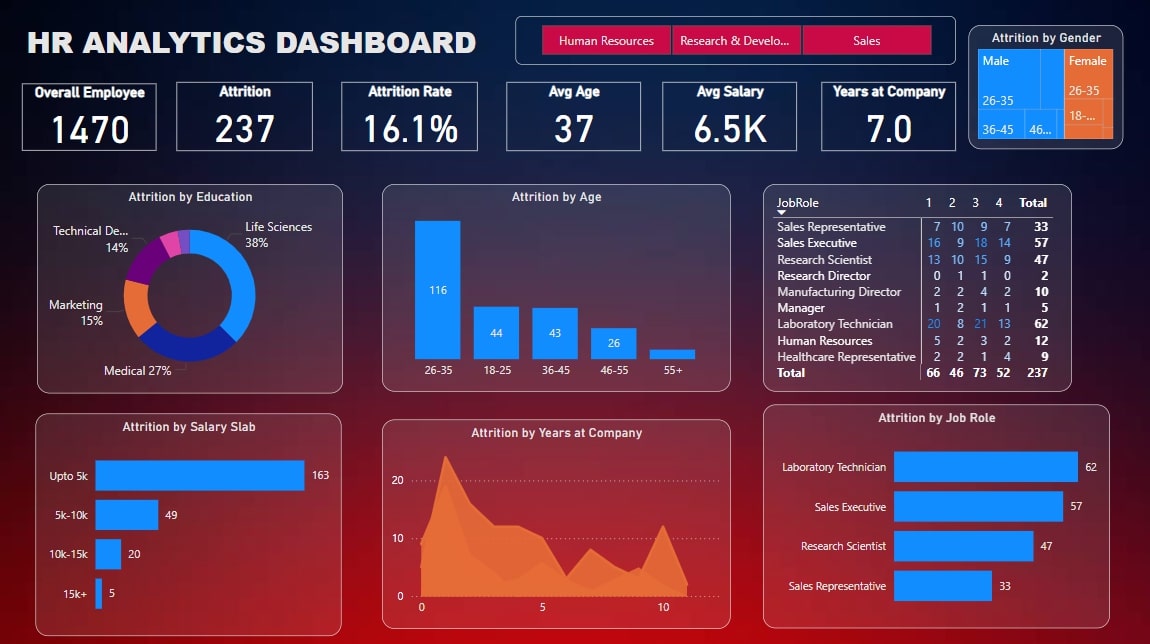 HR ANALYTICS DASHBOARD
Human Resources
Research & Develo...
Sales
Attrition by Gender
Male
Female
26-35
26-35
18-...
36-45
46...
Overall Employee
1470
Attrition
237
Attrition Rate
16.1%
Avg Age
37
Avg Salary
6.5K
Years at Company
7.0
Attrition by Education
Life Sciences
38%
Technical De...
14%
Marketing
15%
Medical 27%
Attrition by Age
116
44
43
26
26-35 18-25 36-45 46-55 55+
JobRole 1 2 3 4 Total
Sales Representative 7 10 9 7 33
Sales Executive 16 9 18 14 57
Research Scientist 13 10 15 9 47
Research Director 0 1 1 0 2
Manufacturing Director 2 2 4 2 10
Manager 1 2 1 1 5
Laboratory Technician 20 8 21 13 62
Human Resources 5 2 3 2 12
Healthcare Representative 2 2 1 4 9
Total 66 46 73 52 237
Attrition by Salary Slab
Upto 5k 163
5k-10k 49
10k-15k 20
15k+ 5
Attrition by Years at Company
20
10
0
0 5 10
Attrition by Job Role
Laboratory Technician 62
Sales Executive 57
Research Scientist 47
Sales Representative 33